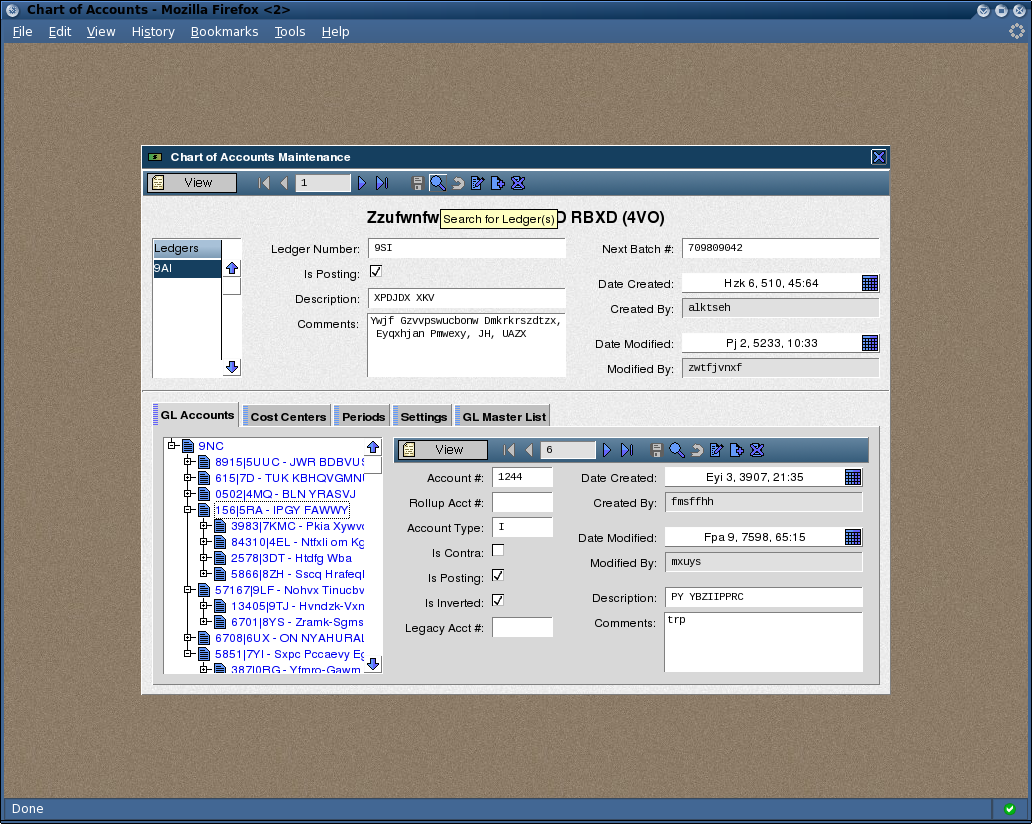 Chart of Accounts - Mozilla Firefox <2>
File Edit View History Bookmarks Tools Help
Chart of Accounts Maintenance
View 1
Zzufwnfw RBXD (4VO)
Search for Ledger(s)
Ledgers
9AI
Ledger Number: 9SI
Is Posting:
Description: XPDJDX XKV
Comments: Ywjf Gzvvpswucbonw Dmkrkrszdtzx,
Eyqxhjan Pmwexy, JH, UAZX
Next Batch #: 709809042
Date Created: Hzk 6, 510, 45:64
Created By: alktseh
Date Modified: Pj 2, 5233, 10:33
Modified By: zwtfjvnxf
GL Accounts Cost Centers Periods Settings GL Master List
9NC
8915|5UUC - JWR BDBVUS
615|7D - TUK KBHQVGMN
0502|4MQ - BLN YRASVJ
156|5RA - IPGY FAWWY
3983|7KMC - Pkia Xywvo
84310|4EL - Ntfxli om Kg
2578|3DT - Htdfg Wba
5866|8ZH - Sscq Hrafeql
57167|9LF - Nohvx Tinucbv
13405|9TJ - Hvndzk-Vxn
6701|8YS - Zramk-Sgms
6708|6UX - ON NYAHURAL
5851|7YI - Sxpc Pccaevy Eg
387|0RG - Yfmro-Gawm
View 6
Account #: 1244
Rollup Acct #:
Account Type: I
Is Contra:
Is Posting:
Is Inverted:
Legacy Acct #:
Date Created: Eyi 3, 3907, 21:35
Created By: fmsffhh
Date Modified: Fpa 9, 7598, 65:15
Modified By: mxuys
Description: PY YBZIIPPRC
Comments: trp
Done